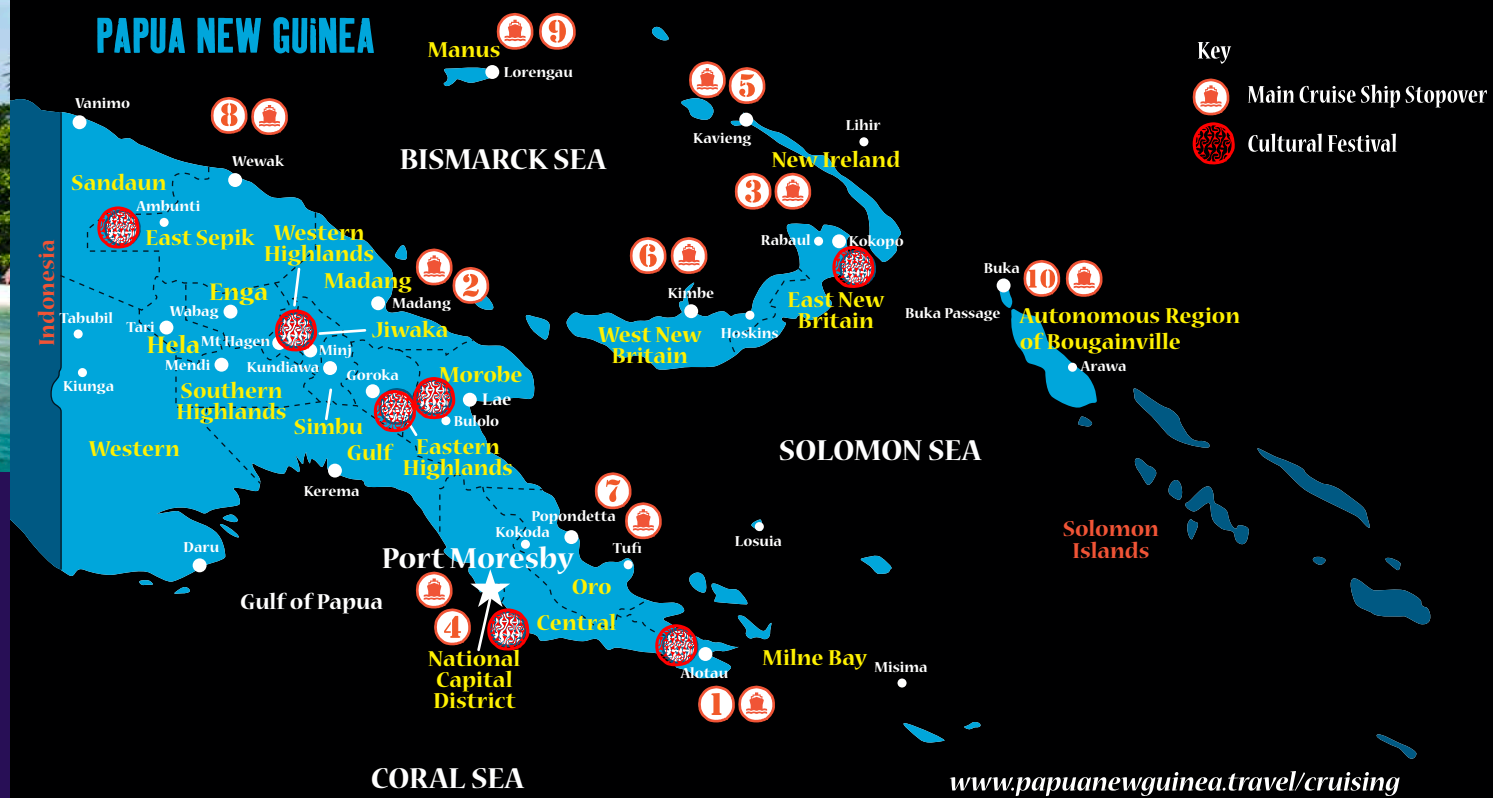 PAPUA NEW GUiNEA
Manus
9
Lorengau
Key
Main Cruise Ship Stopover
Cultural Festival
5
Kavieng
Lihir
New Ireland
Vanimo
8
Wewak
BISMARCK SEA
3
Sandaun
Ambunti
East Sepik
Western
Highlands
Rabaul
Kokopo
6
Kimbe
Madang
2
Madang
Indonesia
Enga
Wabag
Tabubil
Tari
Hela
Mt Hagen
Jiwaka
Minj
Mendi
Kundiawa
Kiunga
Goroka
Morobe
Lae
Bulolo
Southern
Highlands
Simbu
Western
Gulf
Eastern
Highlands
Kerema
West New
Britain
Hoskins
East New
Britain
Buka
10
Buka Passage
Autonomous Region
of Bougainville
Arawa
SOLOMON SEA
7
Popondetta
Kokoda
Tufi
Losuia
Solomon
Islands
Daru
Port Moresby
Gulf of Papua
Oro
4
Central
National
Capital
District
Milne Bay
Misima
Alotau
1
CORAL SEA
www.papuanewguinea.travel/cruising